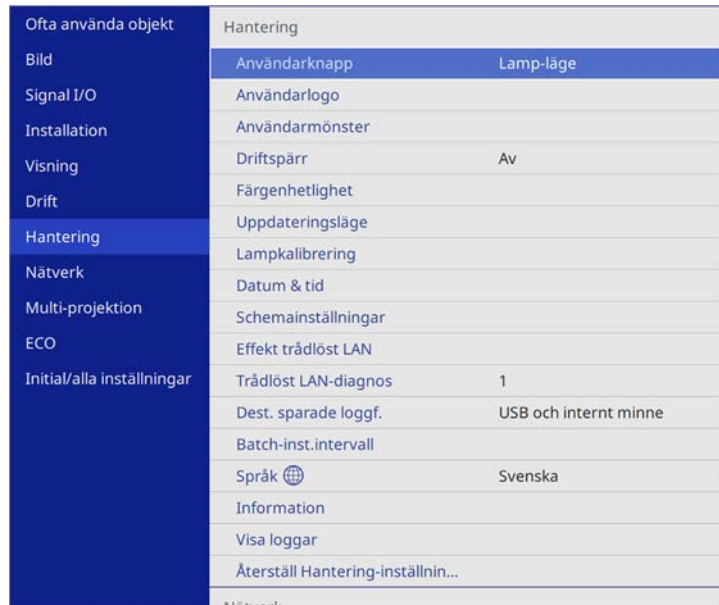 Ofta använda objekt
Bild
Signal I/O
Installation
Visning
Drift
Hantering
Nätverk
Multi-projektion
ECO
Initial/alla inställningar
Hantering
Användarknapp Lamp-läge
Användarlogo
Användarmönster
Driftspärr Av
Färgenhetlighet
Uppdateringsläge
Lampkalibrering
Datum & tid
Schemainställningar
Effekt trådlöst LAN
Trådlöst LAN-diagnos 1
Dest. sparade loggf. USB och internt minne
Batch-inst.intervall
Språk Svenska
Information
Visa loggar
Återställ Hantering-inställnin...
Nätverk